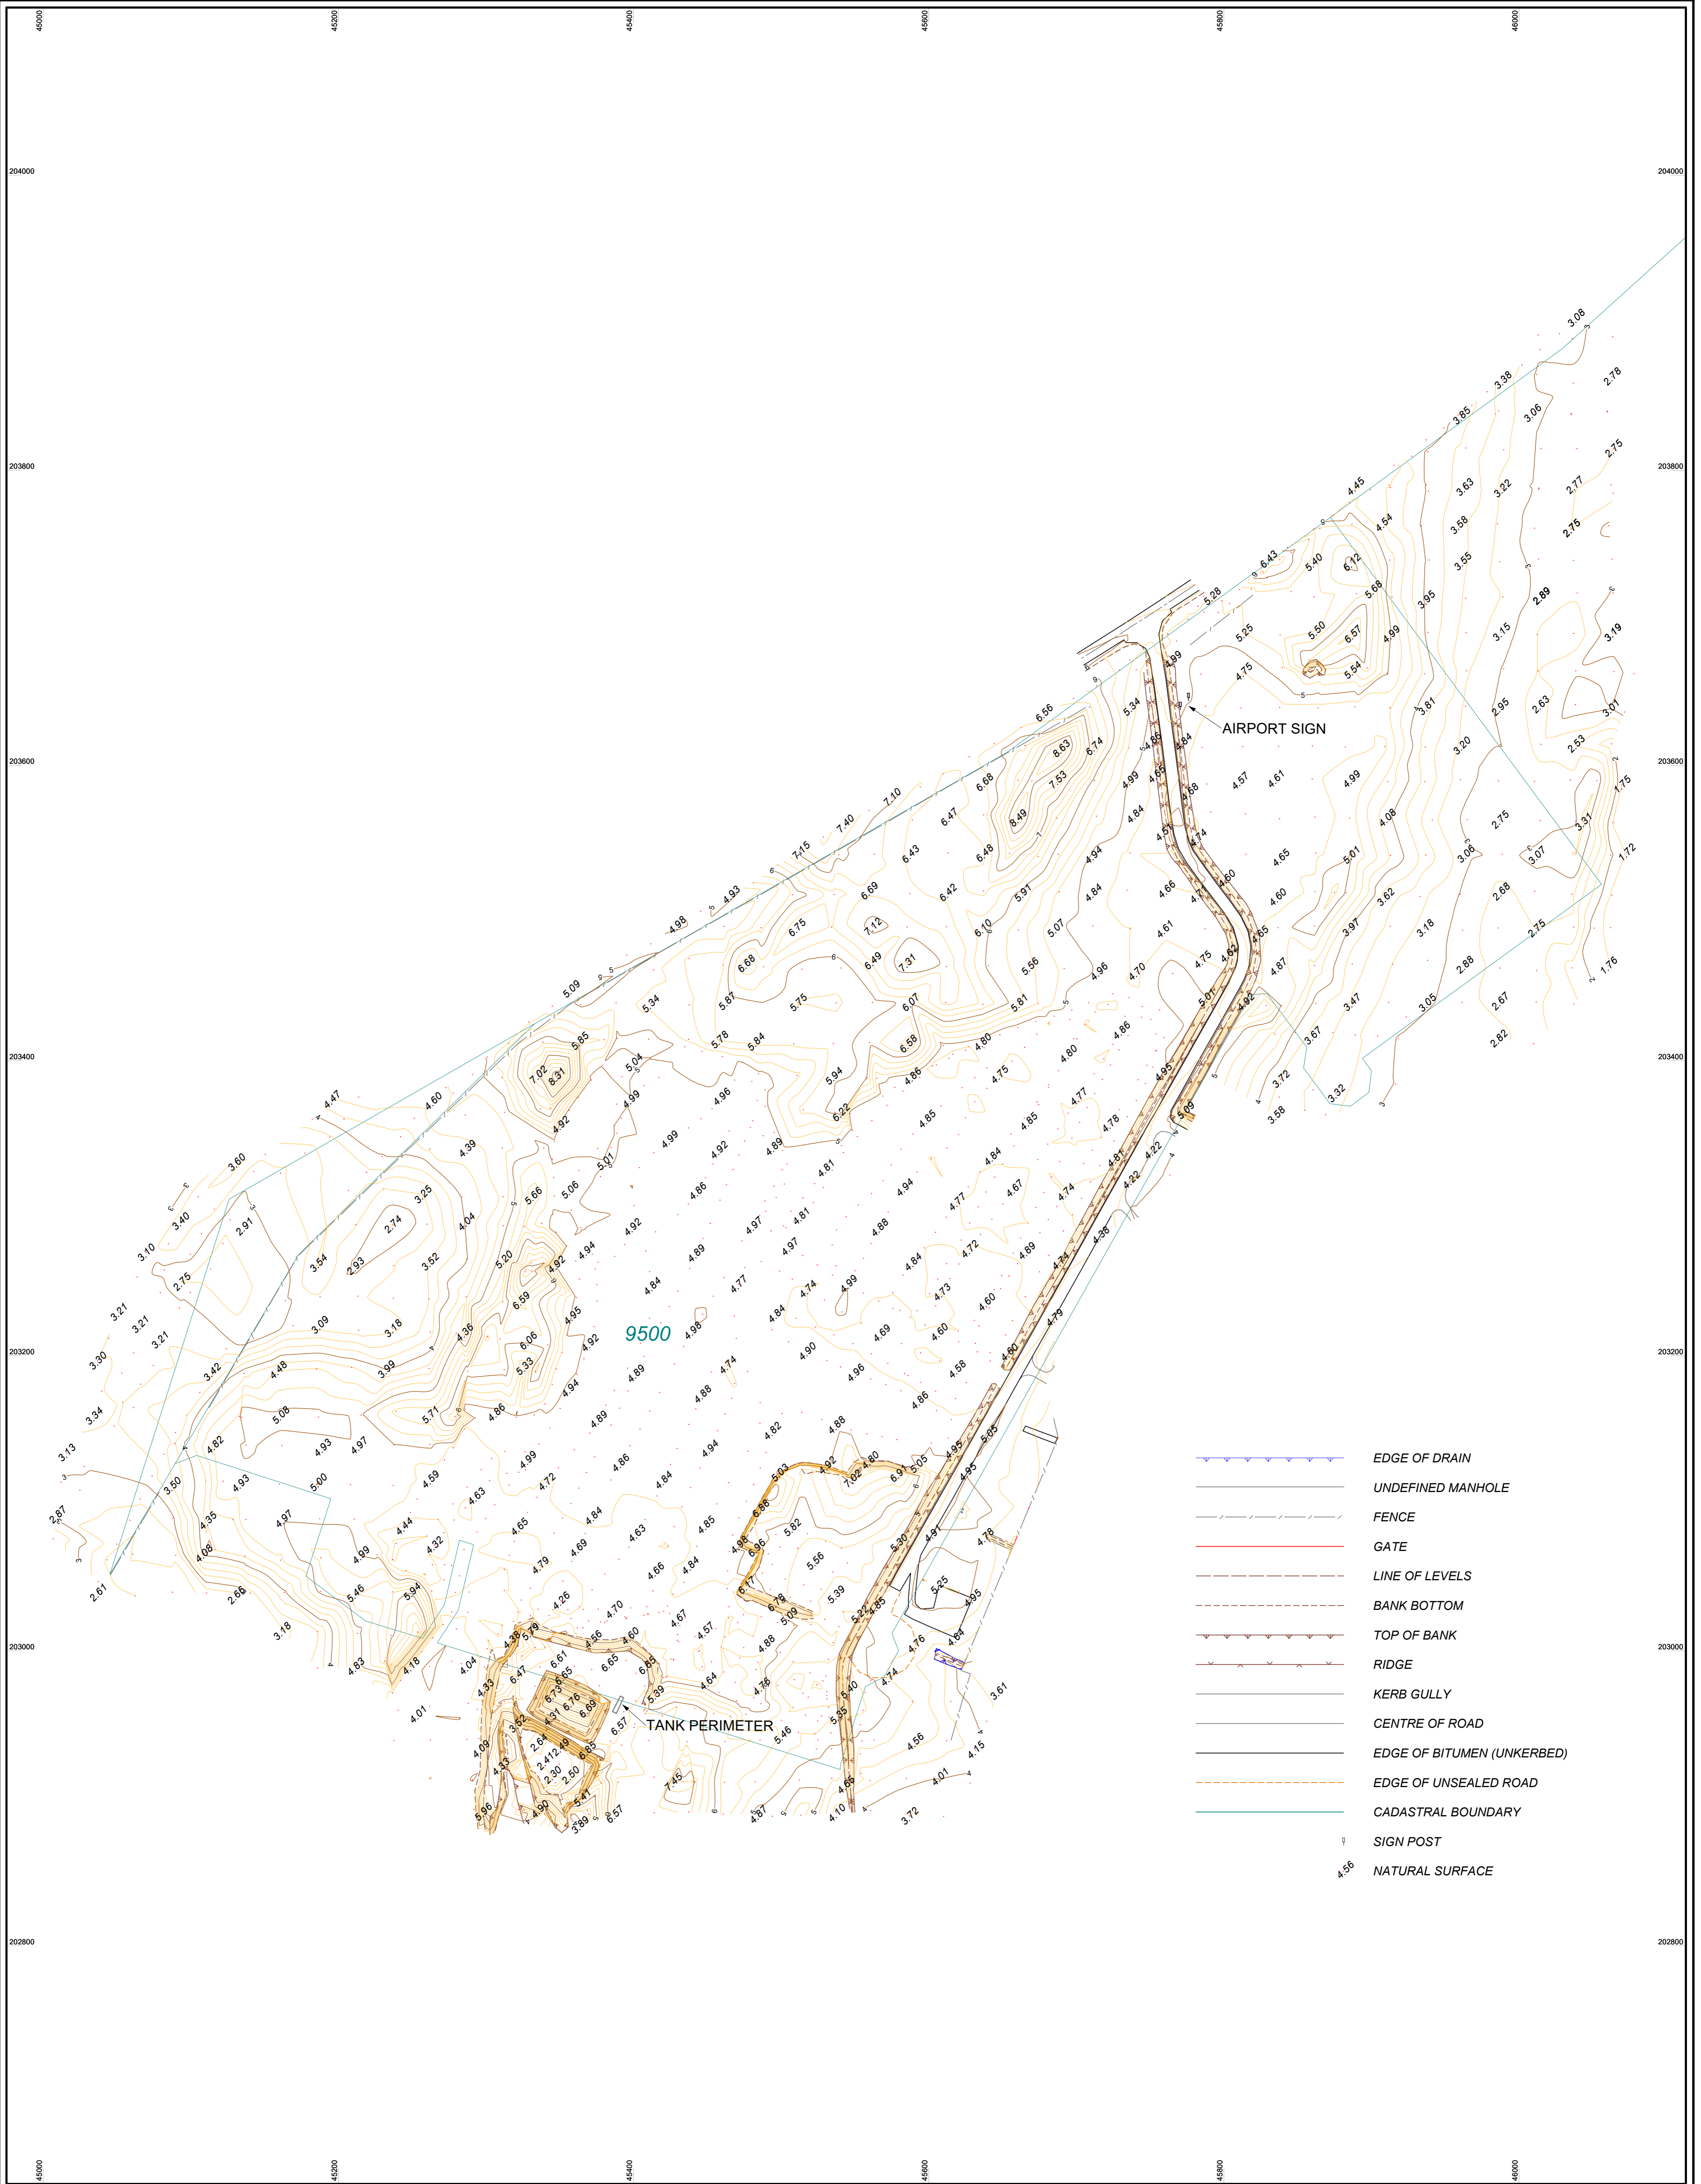 45000 45200 45400 45600 45800 46000
204000 204000
3.08
3.38 2.78
3.85 3.06
203800 2.75 203800
4.45 3.63 3.22 2.77
4.54 3.58 2.75
6.43 5.40 6.12 3.55
5.28 5.68 3.95 2.89
5.25 5.50 6.57 4.99 3.15 3.19
4.99 4.75 5.54
6.56 5.34 3.81 2.95 2.63 3.01
AIRPORT SIGN
8.63 6.74 4.86 4.84 3.20 2.53
203600 203600
6.68 7.53 4.99 4.65 4.57 4.61 4.99 1.75
7.10 4.68
7.40 6.47 8.49 4.84 4.08 2.75 3.31
7.15 6.43 6.48 4.94 4.51 4.74 4.65 5.01 3.06 3.07 1.72
4.93 6.69 6.42 5.91 4.84 4.66 4.71 4.60 4.60 3.62 2.68
4.98 6.75 7.12 6.10 5.07 4.61 4.65 3.97 3.18 2.75
6.68 6.49 7.31 5.56 4.96 4.70 4.75 4.62 4.87 2.88 1.76
5.09 5.34 5.87 5.75 6.07 5.81 5.01 4.92 3.47 3.05 2.67
5.85 5.78 5.84 6.58 4.80 4.86 3.67 2.82
203400 203400
5.04 4.80
7.02 8.31 5.94 4.86 4.75 4.95 3.72
4.47 4.60 4.99 4.96 4.77 3.32
4.92 6.22 4.85 4.85 4.78 5.09 3.58
4.39 4.99 4.92 4.89 4.22
3.60 5.01 4.81 4.84 4.81
3.25 5.66 5.06 4.86 4.94 4.67 4.74 4.22
3.40 2.91 2.74 4.04 4.92 4.97 4.81 4.88 4.77
3.10 3.54 2.93 3.52 5.20 4.92 4.94 4.89 4.97 4.84 4.72 4.89 4.74 4.38
2.75 4.84 4.77 4.74 4.99 4.73
3.21 6.59 4.95 4.84 4.60 4.79
3.21 3.09 3.18 4.36
9500
4.98 4.69 4.60
3.21 6.06 4.92 4.90
203200 203200
3.30 3.42 4.48 3.99 5.33 4.89 4.74 4.96 4.58 4.60
4.94 4.88 4.86
3.34 5.08 5.71 4.86 4.89 4.82 4.88
3.13 4.82 4.93 4.97 4.94 4.95 5.05
4.99 4.86 4.92 4.80 5.05
EDGE OF DRAIN
3.50 4.93 5.00 4.59 4.72 4.84 5.03 7.02 6.91 4.95
UNDEFINED MANHOLE
4.63
2.87 4.35 4.97 4.44 4.65 4.84 4.85 6.88
FENCE
4.32 4.69 4.63 4.98 5.82 5.30 4.91 4.78
GATE
4.08 4.99 4.79 4.66 4.84 6.96 5.56
LINE OF LEVELS
2.61 2.66 5.46 5.94 4.26 6.77 5.39 5.25
BANK BOTTOM
4.70 4.67 6.78 5.09 5.22 4.85 4.95
TOP OF BANK
3.18 4.38 5.79 4.56 4.60 4.57 4.88 4.76 4.84
RIDGE
203000 203000
4.83 4.18 4.04 6.47 6.61 6.65 6.85
KERB GULLY
4.33 6.65 4.64 4.76 5.40 4.74 3.61
4.01 6.73 6.76 6.69 5.39
CENTRE OF ROAD
3.52 4.31 6.57
TANK PERIMETER
5.46 5.35
4.09 2.64 2.49 6.85 4.56 4.15
EDGE OF BITUMEN (UNKERBED)
4.33 2.41 2.30 2.50 7.45 4.66 4.01
EDGE OF UNSEALED ROAD
5.96 4.90 5.41 6.57 4.87 4.10 3.72
CADASTRAL BOUNDARY
3.89
SIGN POST
4.56 NATURAL SURFACE
202800 202800
45000 45200 45400 45600 45800 46000